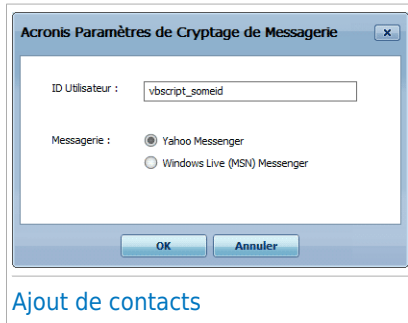 Acronis Paramètres de Cryptage de Messagerie
ID Utilisateur :
vbscript_someid
Messagerie :
Yahoo Messenger
Windows Live (MSN) Messenger
OK
Annuler
Ajout de contacts